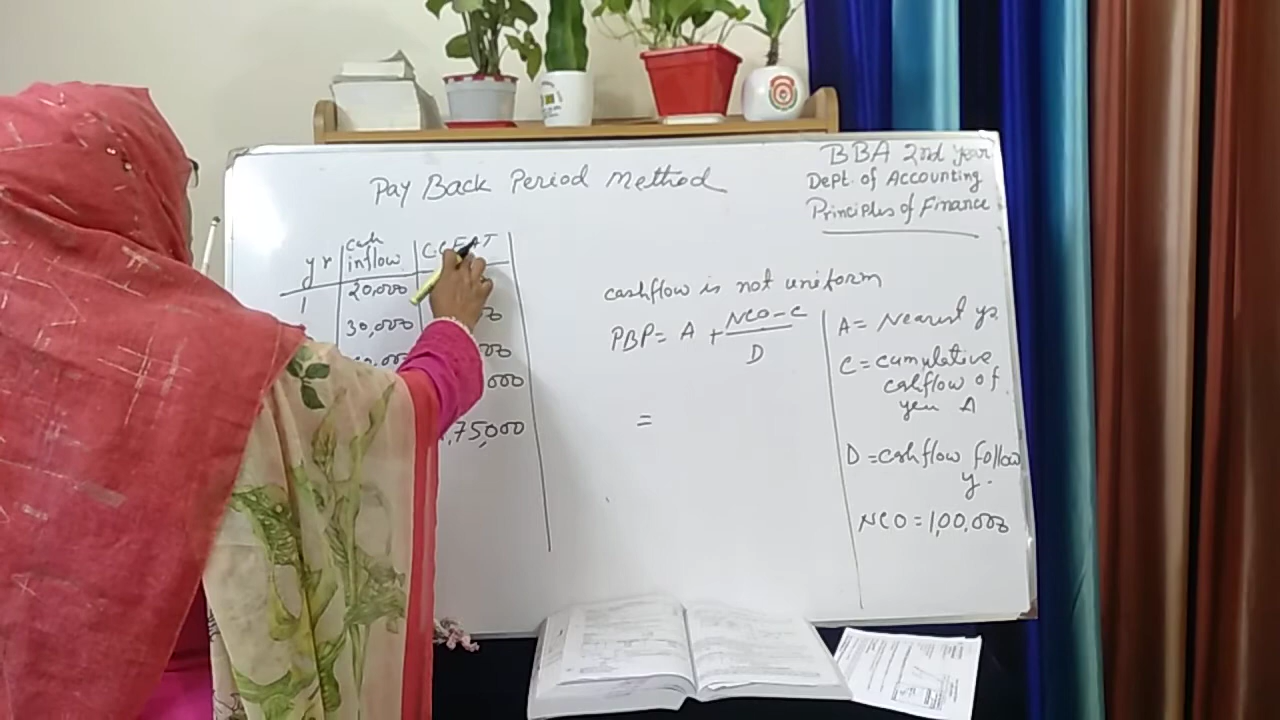 Pay Back Period Method
BBA 2nd Year
Dept. of Accounting
Principles of Finance
yr
cash
inflow
1
20,000
30,000
75,000
cashflow is not uniform
PBP = A + NCO - C
D
=
A = Nearest yr.
C = cumulative
cashflow of
year A
D = cashflow follow
y.
NCO = 1,00,000